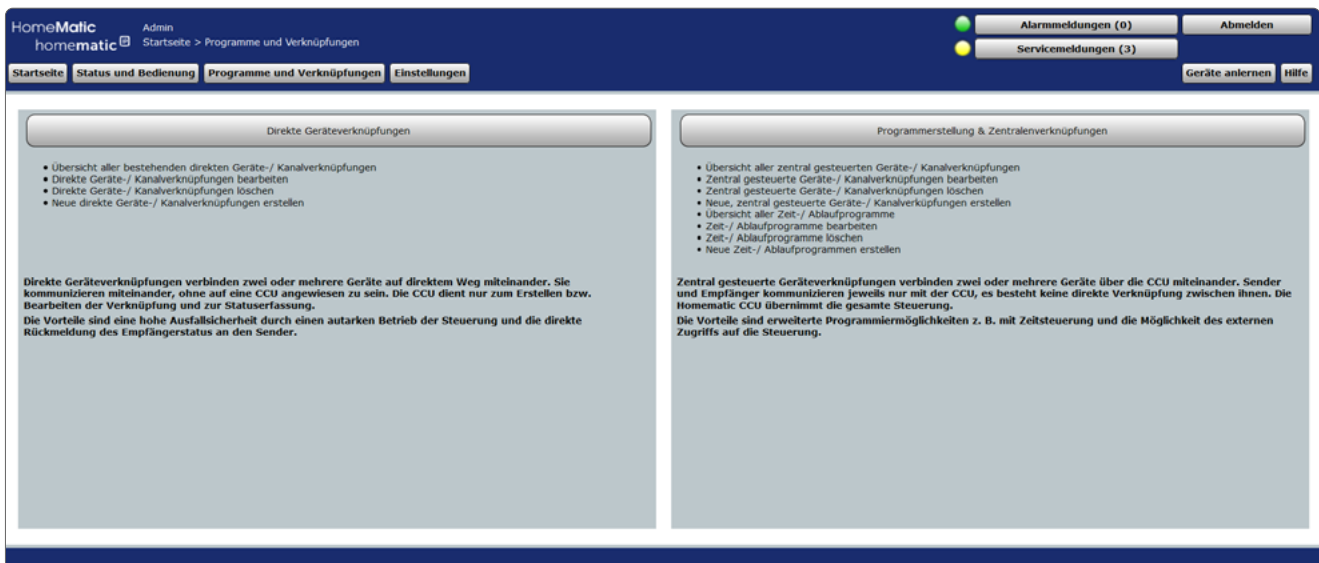 HomeMatic
homematic
Admin
Startseite > Programme und Verknüpfungen
Alarmmeldungen (0)
Abmelden
Servicemeldungen (3)
Startseite
Status und Bedienung
Programme und Verknüpfungen
Einstellungen
Geräte anlernen
Hilfe
Direkte Geräteverknüpfungen
• Übersicht aller bestehenden direkten Geräte-/ Kanalverknüpfungen
• Direkte Geräte-/ Kanalverknüpfungen bearbeiten
• Direkte Geräte-/ Kanalverknüpfungen löschen
• Neue direkte Geräte-/ Kanalverknüpfungen erstellen
Direkte Geräteverknüpfungen verbinden zwei oder mehrere Geräte auf direktem Weg miteinander. Sie
kommunizieren miteinander, ohne auf eine CCU angewiesen zu sein. Die CCU dient nur zum Erstellen bzw.
Bearbeiten der Verknüpfung und zur Statuserfassung.
Die Vorteile sind eine hohe Ausfallsicherheit durch einen autarken Betrieb der Steuerung und die direkte
Rückmeldung des Empfängerstatus an den Sender.
Programmerstellung & Zentralenverknüpfungen
• Übersicht aller zentral gesteuerten Geräte-/ Kanalverknüpfungen
• Zentral gesteuerte Geräte-/ Kanalverknüpfungen bearbeiten
• Zentral gesteuerte Geräte-/ Kanalverknüpfungen löschen
• Neue, zentral gesteuerte Geräte-/ Kanalverküpfungen erstellen
• Übersicht aller Zeit-/ Ablaufprogramme
• Zeit-/ Ablaufprogramme bearbeiten
• Zeit-/ Ablaufprogramme löschen
• Neue Zeit-/ Ablaufprogrammen erstellen
Zentral gesteuerte Geräteverknüpfungen verbinden zwei oder mehrere Geräte über die CCU miteinander. Sender
und Empfänger kommunizieren jeweils nur mit der CCU, es besteht keine direkte Verknüpfung zwischen ihnen. Die
Homematic CCU übernimmt die gesamte Steuerung.
Die Vorteile sind erweiterte Programmiermöglichkeiten z. B. mit Zeitsteuerung und die Möglichkeit des externen
Zugriffs auf die Steuerung.